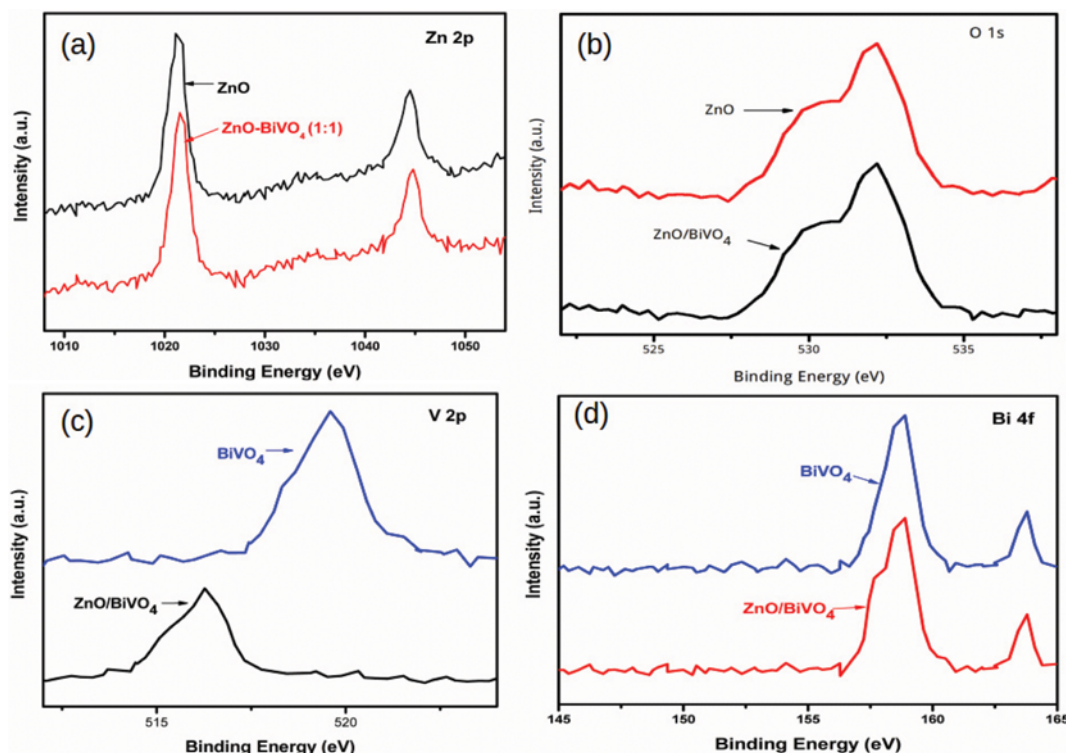 (a)
Zn 2p
ZnO
ZnO-BiVO₄ (1:1)
Intensity (a.u.)
1010 1020 1030 1040 1050
Binding Energy (eV)
(b)
O 1s
ZnO
ZnO/BiVO₄
Intensity (a.u.)
525 530 535
Binding Energy (eV)
(c)
V 2p
BiVO₄
ZnO/BiVO₄
Intensity (a.u.)
515 520
Binding Energy (eV)
(d)
Bi 4f
BiVO₄
ZnO/BiVO₄
Intensity (a.u.)
145 150 155 160 165
Binding Energy (eV)